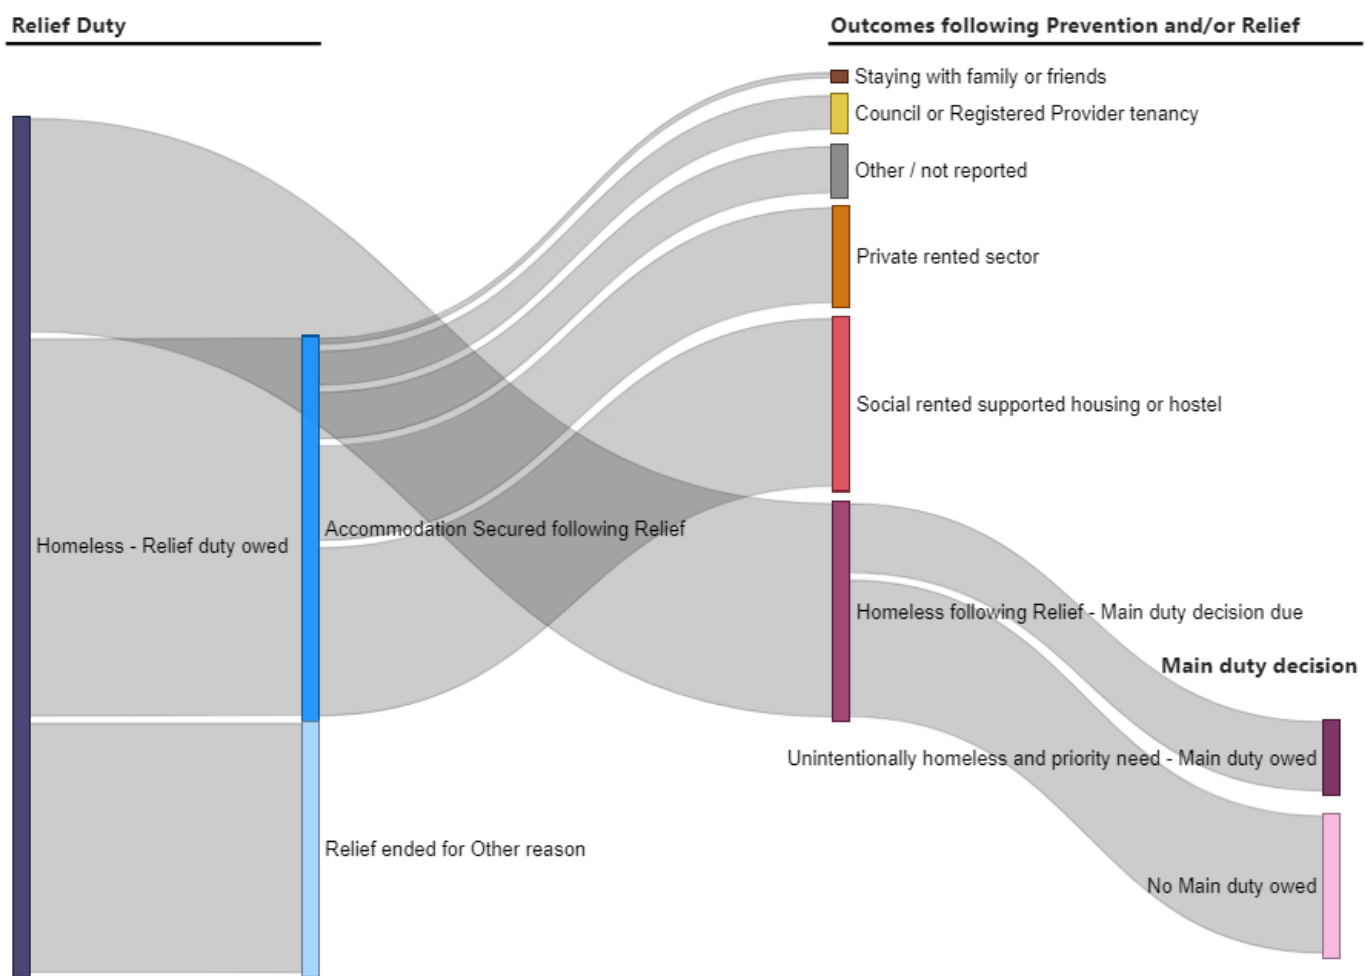 Relief Duty
Outcomes following Prevention and/or Relief
Staying with family or friends
Council or Registered Provider tenancy
Other / not reported
Private rented sector
Social rented supported housing or hostel
Accommodation Secured following Relief
Homeless - Relief duty owed
Homeless following Relief - Main duty decision due
Main duty decision
Unintentionally homeless and priority need - Main duty owed
Relief ended for Other reason
No Main duty owed